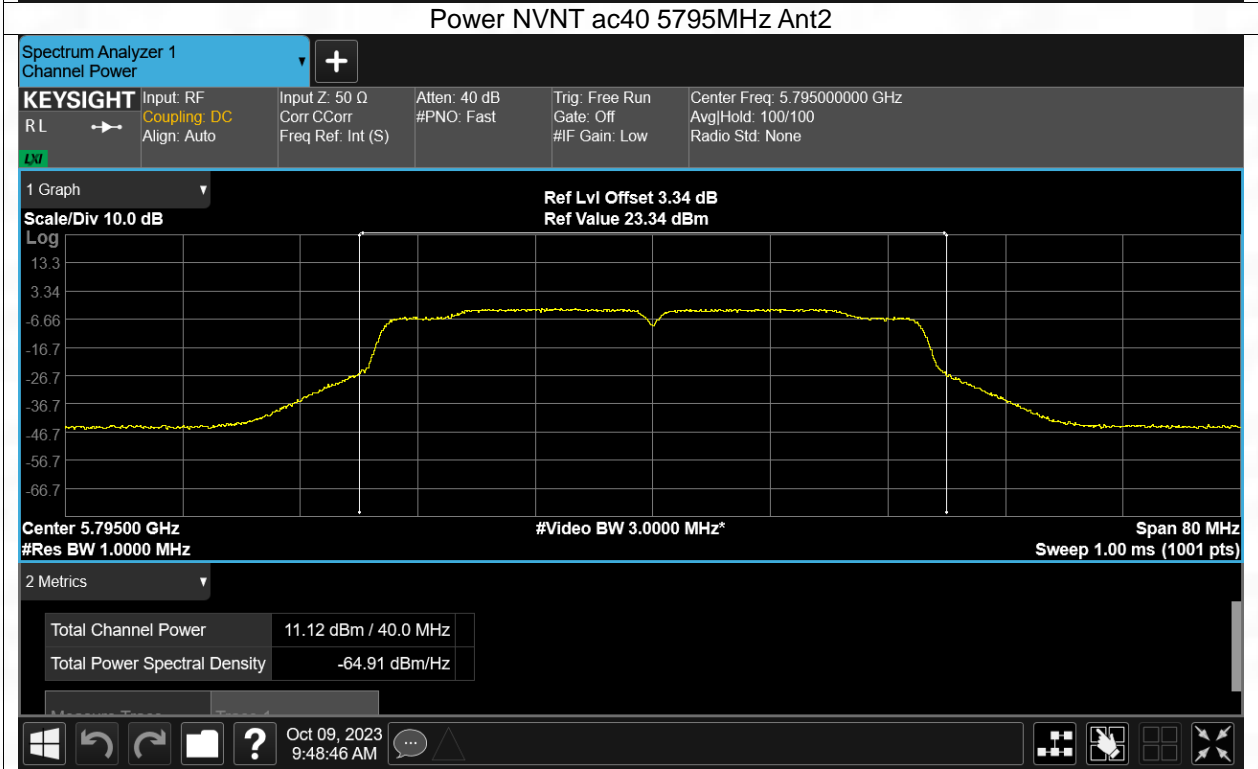 Power NVNT ac40 5795MHz Ant2
Spectrum Analyzer 1
Channel Power
KEYSIGHT
RL
LXI
Input: RF
Coupling: DC
Align: Auto
Input Z: 50 Ω
Corr CCorr
Freq Ref: Int (S)
Atten: 40 dB
#PNO: Fast
Trig: Free Run
Gate: Off
#IF Gain: Low
Center Freq: 5.795000000 GHz
Avg|Hold: 100/100
Radio Std: None
1 Graph
Scale/Div 10.0 dB
Ref Lvl Offset 3.34 dB
Ref Value 23.34 dBm
Log
13.3
3.34
-6.66
-16.7
-26.7
-36.7
-46.7
-56.7
-66.7
Center 5.79500 GHz
#Res BW 1.0000 MHz
#Video BW 3.0000 MHz*
Span 80 MHz
Sweep 1.00 ms (1001 pts)
2 Metrics
Total Channel Power 11.12 dBm / 40.0 MHz
Total Power Spectral Density -64.91 dBm/Hz
Oct 09, 2023
9:48:46 AM